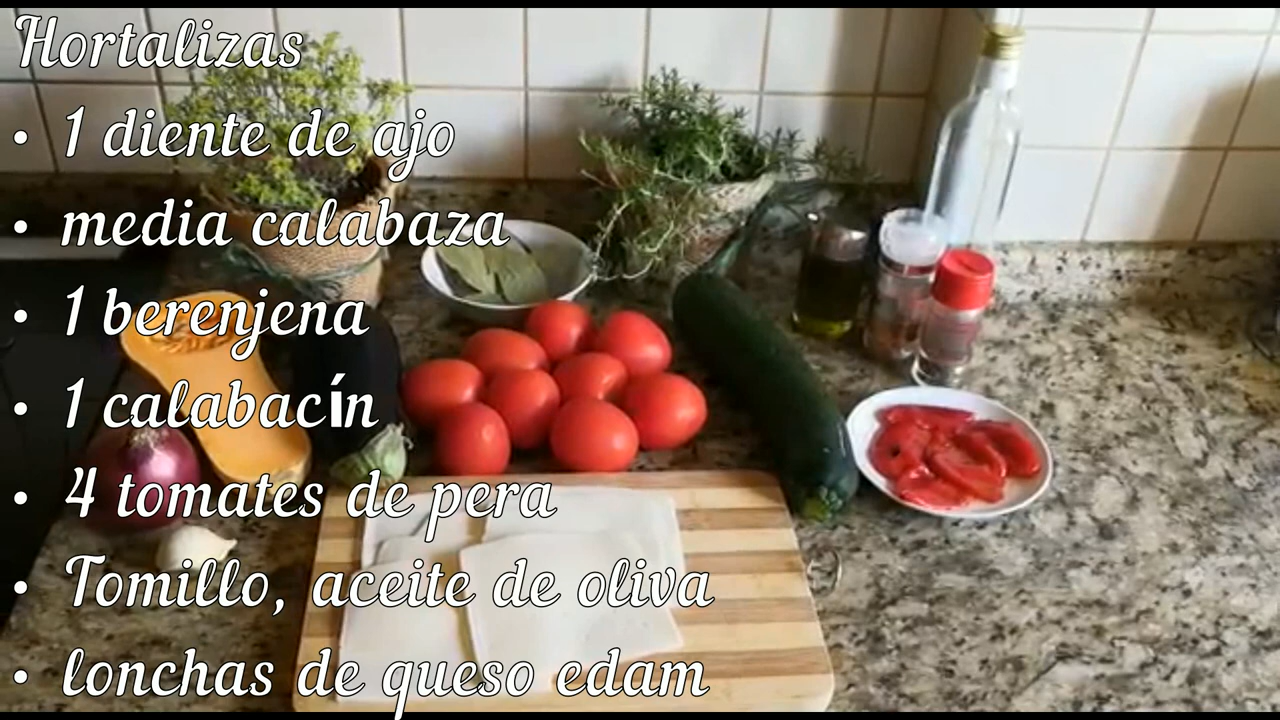 Hortalizas
• 1 diente de ajo
• media calabaza
• 1 berenjena
• 1 calabacín
• 4 tomates de pera
• Tomillo, aceite de oliva
• lonchas de queso edam